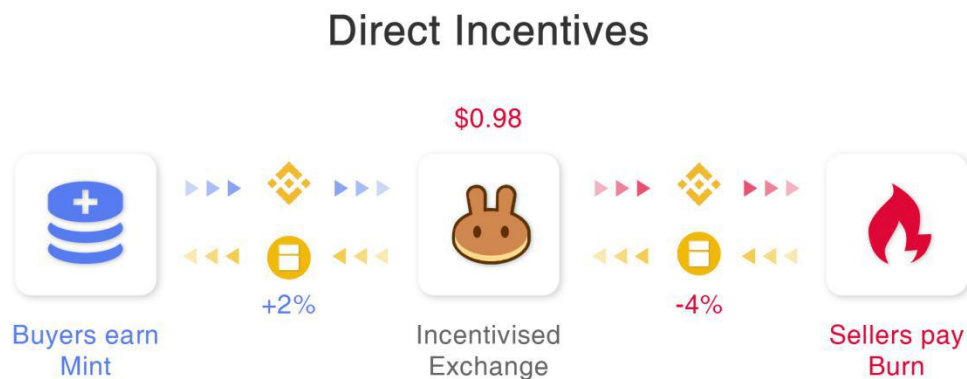 Direct Incentives
$0.98
+2%
-4%
Buyers earn
Mint
Incentivised
Exchange
Sellers pay
Burn